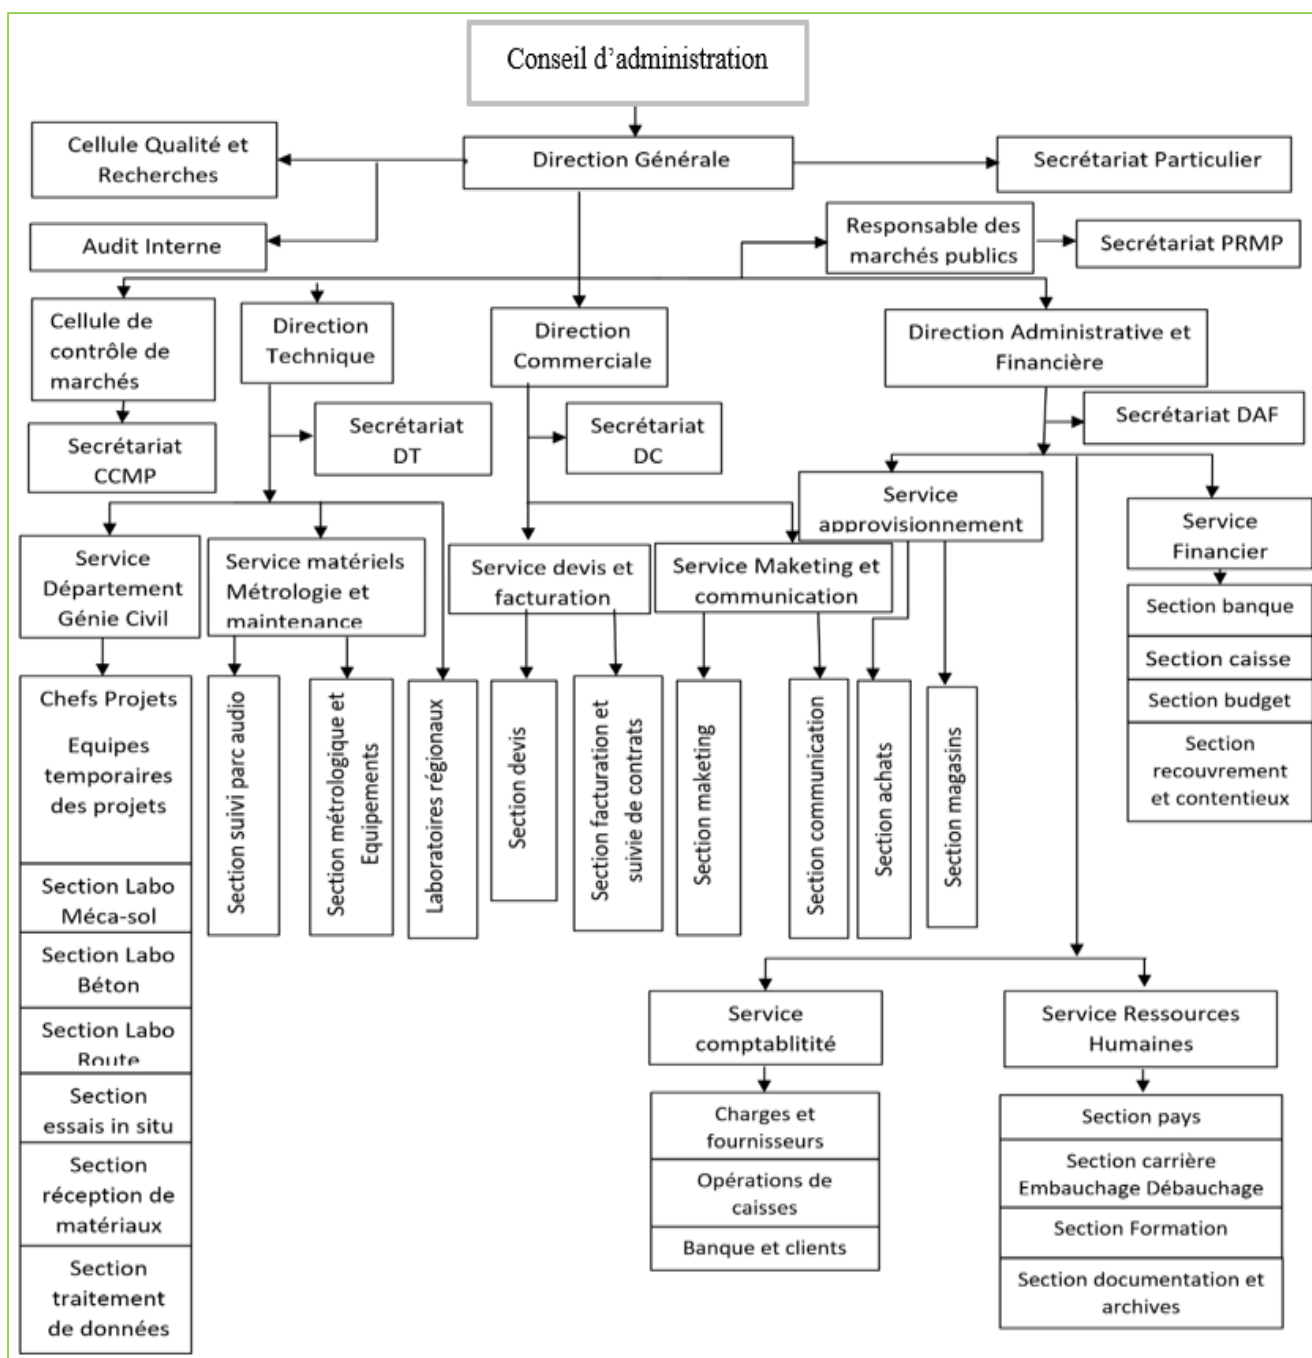 Conseil d’administration
Cellule Qualité et
Recherches
Direction Générale
Secrétariat Particulier
Audit Interne
Responsable des
marchés publics
Secrétariat PRMP
Cellule de
contrôle de
marchés
Direction
Technique
Direction
Commerciale
Direction Administrative et
Financière
Secrétariat
CCMP
Secrétariat
DT
Secrétariat
DC
Secrétariat DAF
Service
approvisionnement
Service
Financier
Service
Département
Génie Civil
Service matériels
Métrologie et
maintenance
Service devis et
facturation
Service Maketing et
communication
Section banque
Section caisse
Section budget
Section
recouvrement
et contentieux
Chefs Projets
Equipes
temporaires
des projets
Section Labo
Méca-sol
Section Labo
Béton
Section Labo
Route
Section
essais in situ
Section
réception de
matériaux
Section
traitement
de données
Section suivi parc audio
Section métrologique et
Equipements
Laboratoires régionaux
Section devis
Section facturation et
suivie de contrats
Section maketing
Section communication
Section achats
Section magasins
Service
comptablitité
Charges et
fournisseurs
Opérations de
caisses
Banque et clients
Service Ressources
Humaines
Section pays
Section carrière
Embauchage Débauchage
Section Formation
Section documentation et
archives